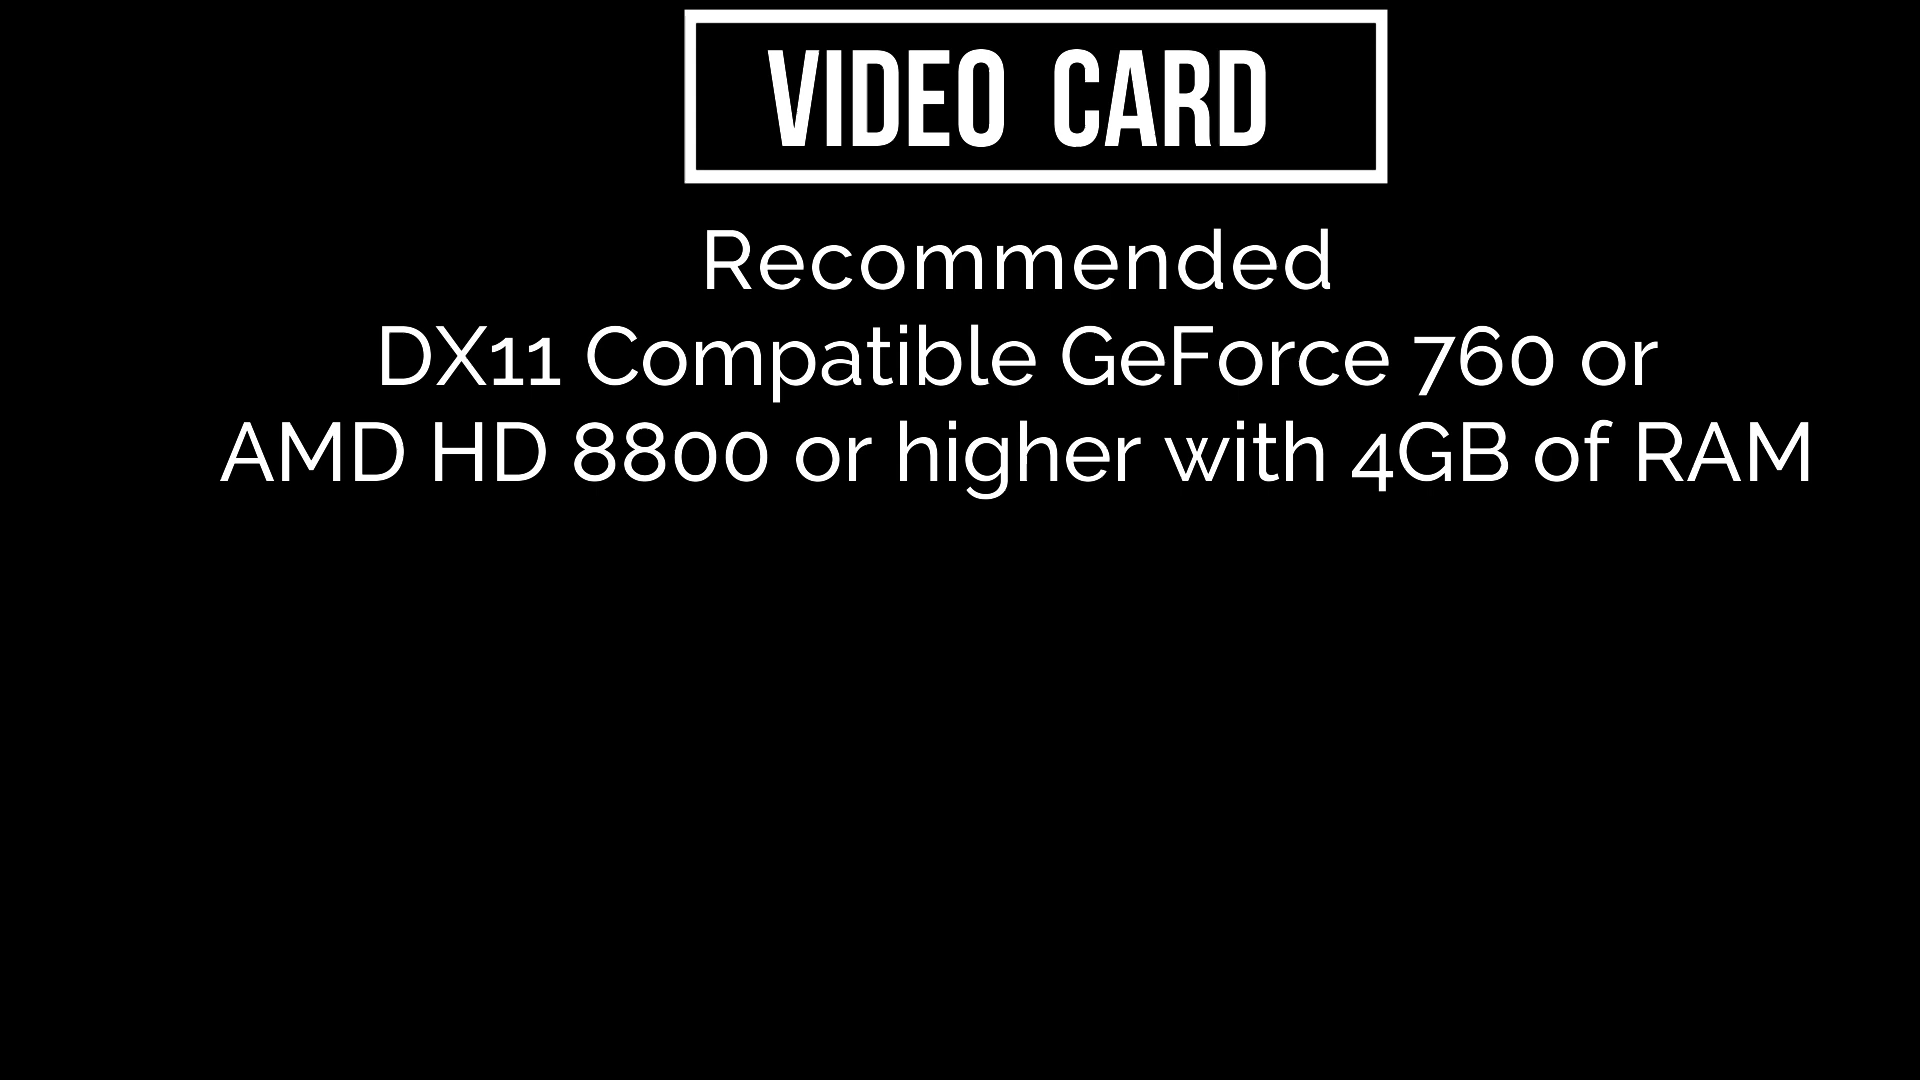 VIDEO CARD
Recommended
DX11 Compatible GeForce 760 or
AMD HD 8800 or higher with 4GB of RAM